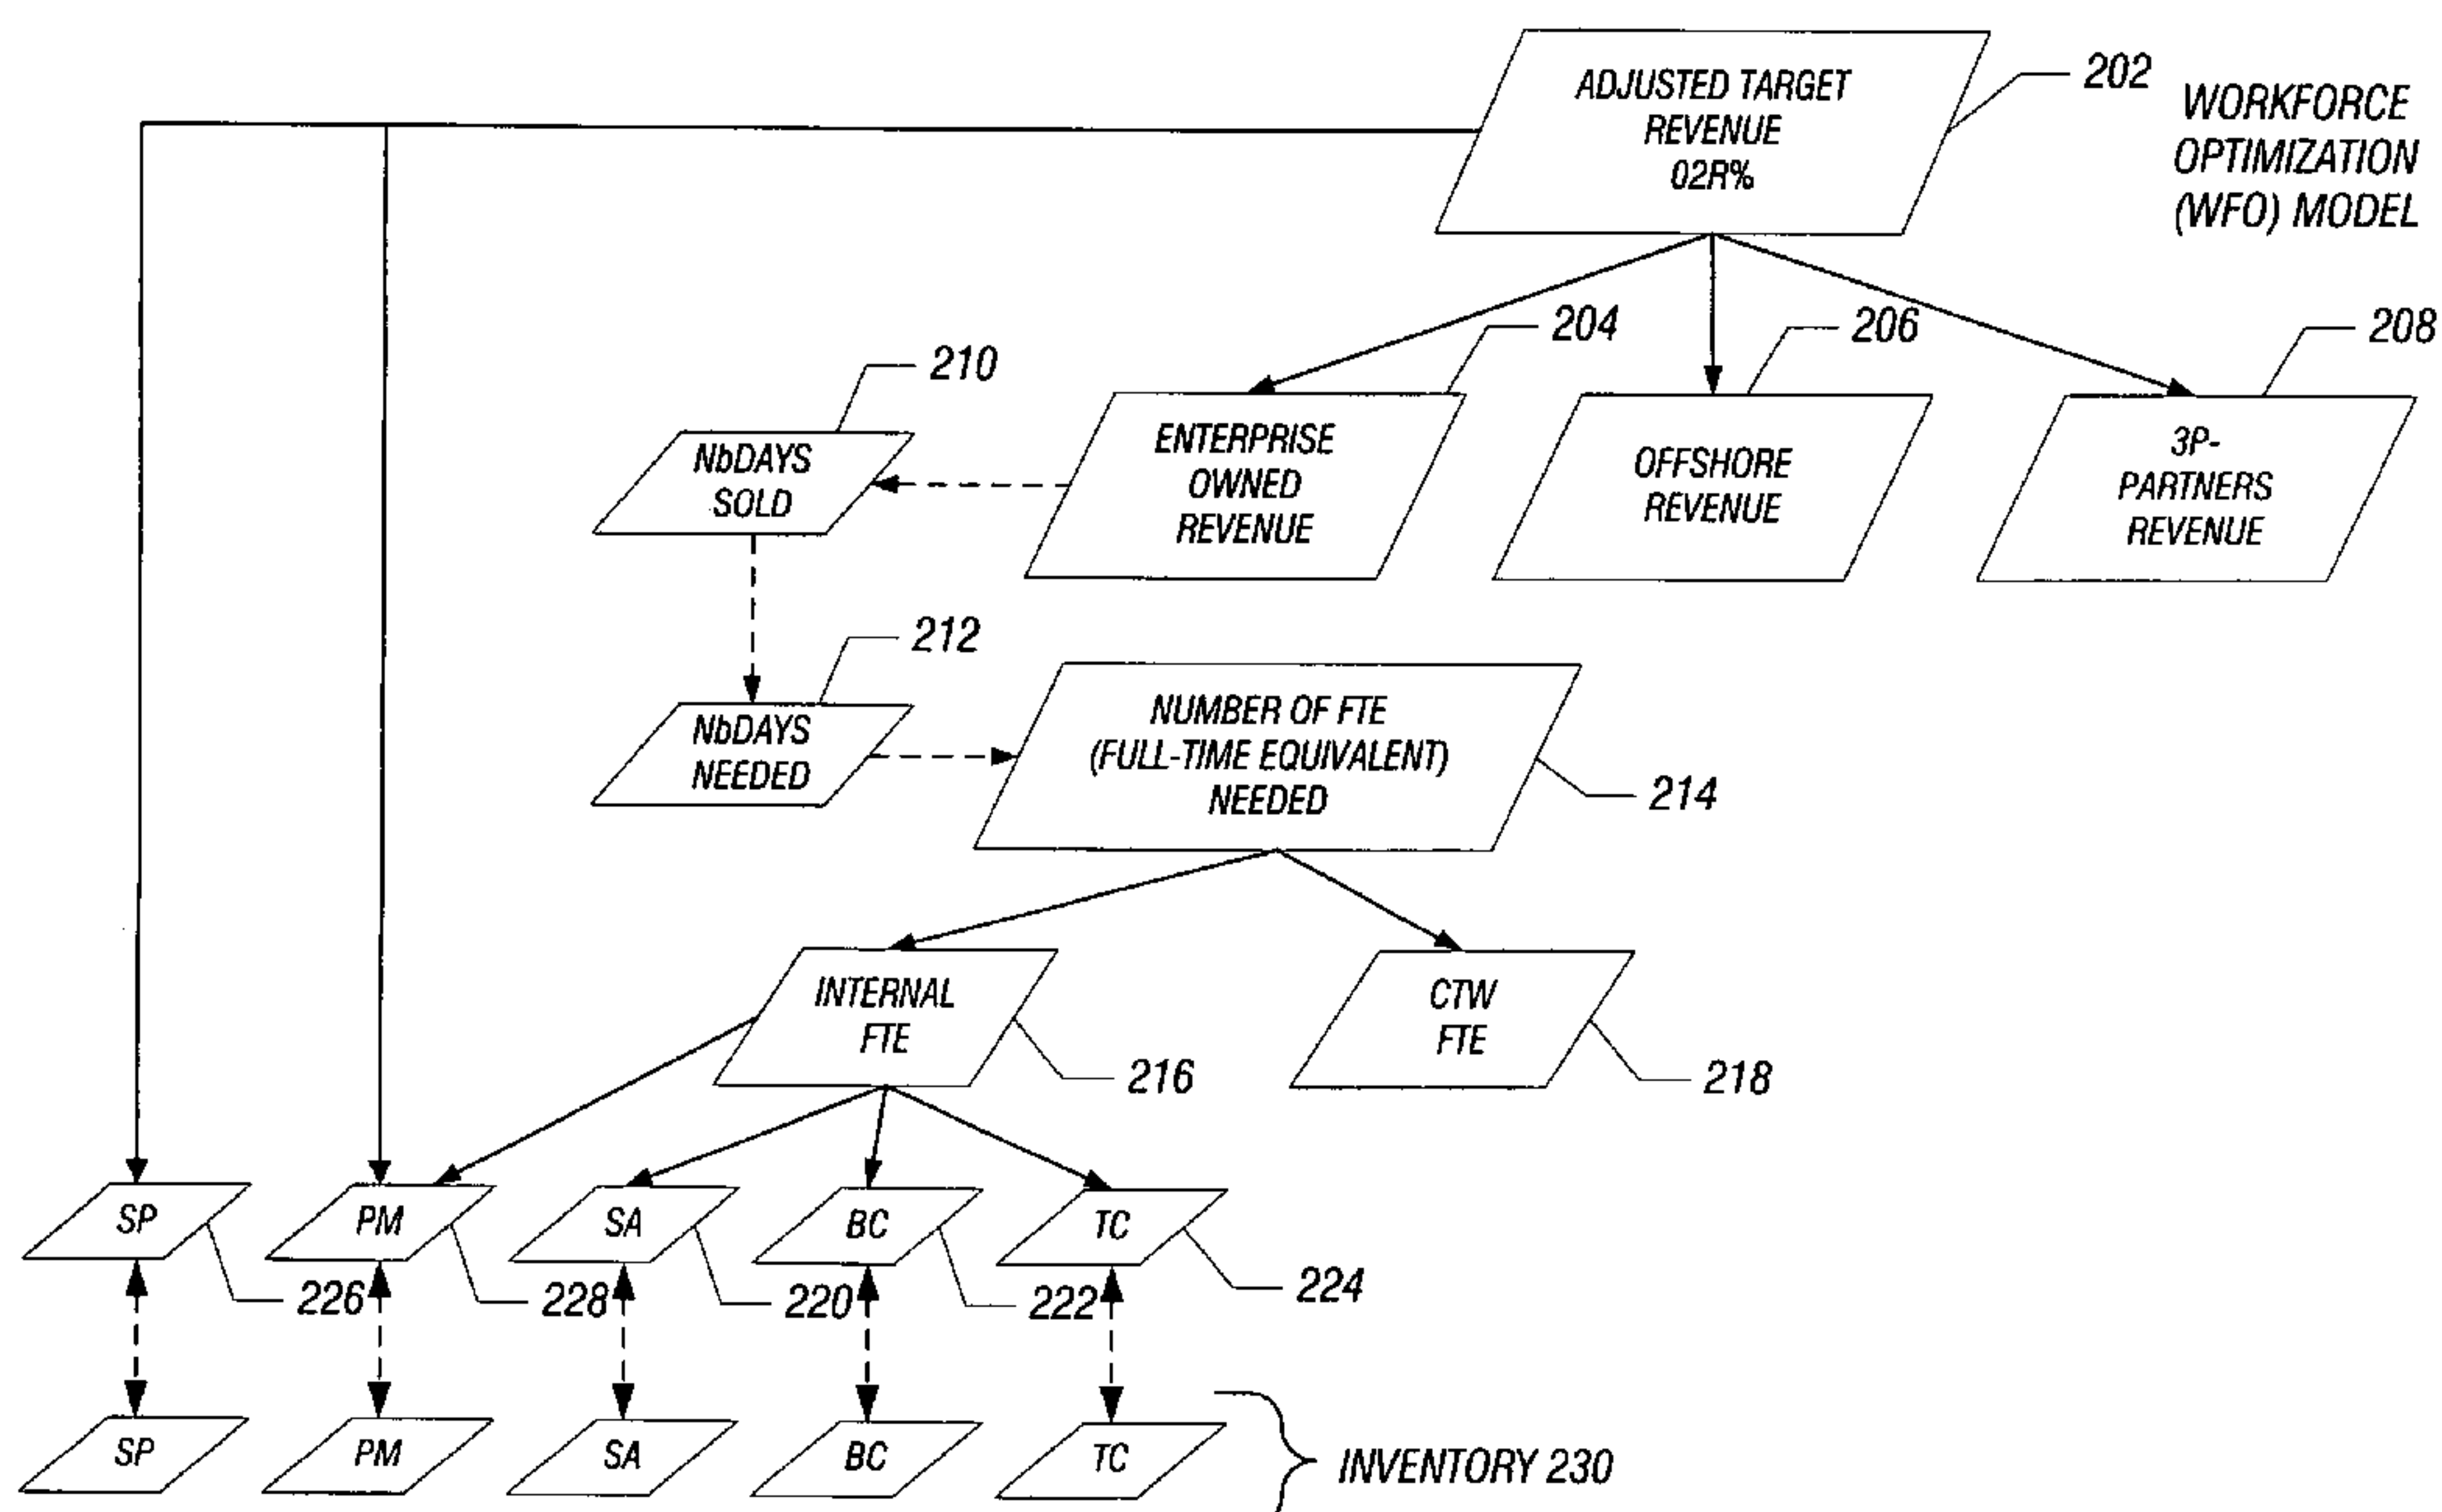 ADJUSTED TARGET
REVENUE
02R%
202
WORKFORCE
OPTIMIZATION
(WFO) MODEL
204
206
208
210
NbDAYS
SOLD
ENTERPRISE
OWNED
REVENUE
OFFSHORE
REVENUE
3P-
PARTNERS
REVENUE
212
NbDAYS
NEEDED
NUMBER OF FTE
(FULL-TIME EQUIVALENT)
NEEDED
214
INTERNAL
FTE
216
CTW
FTE
218
SP
PM
SA
BC
TC
226
228
220
222
224
SP
PM
SA
BC
TC
INVENTORY 230